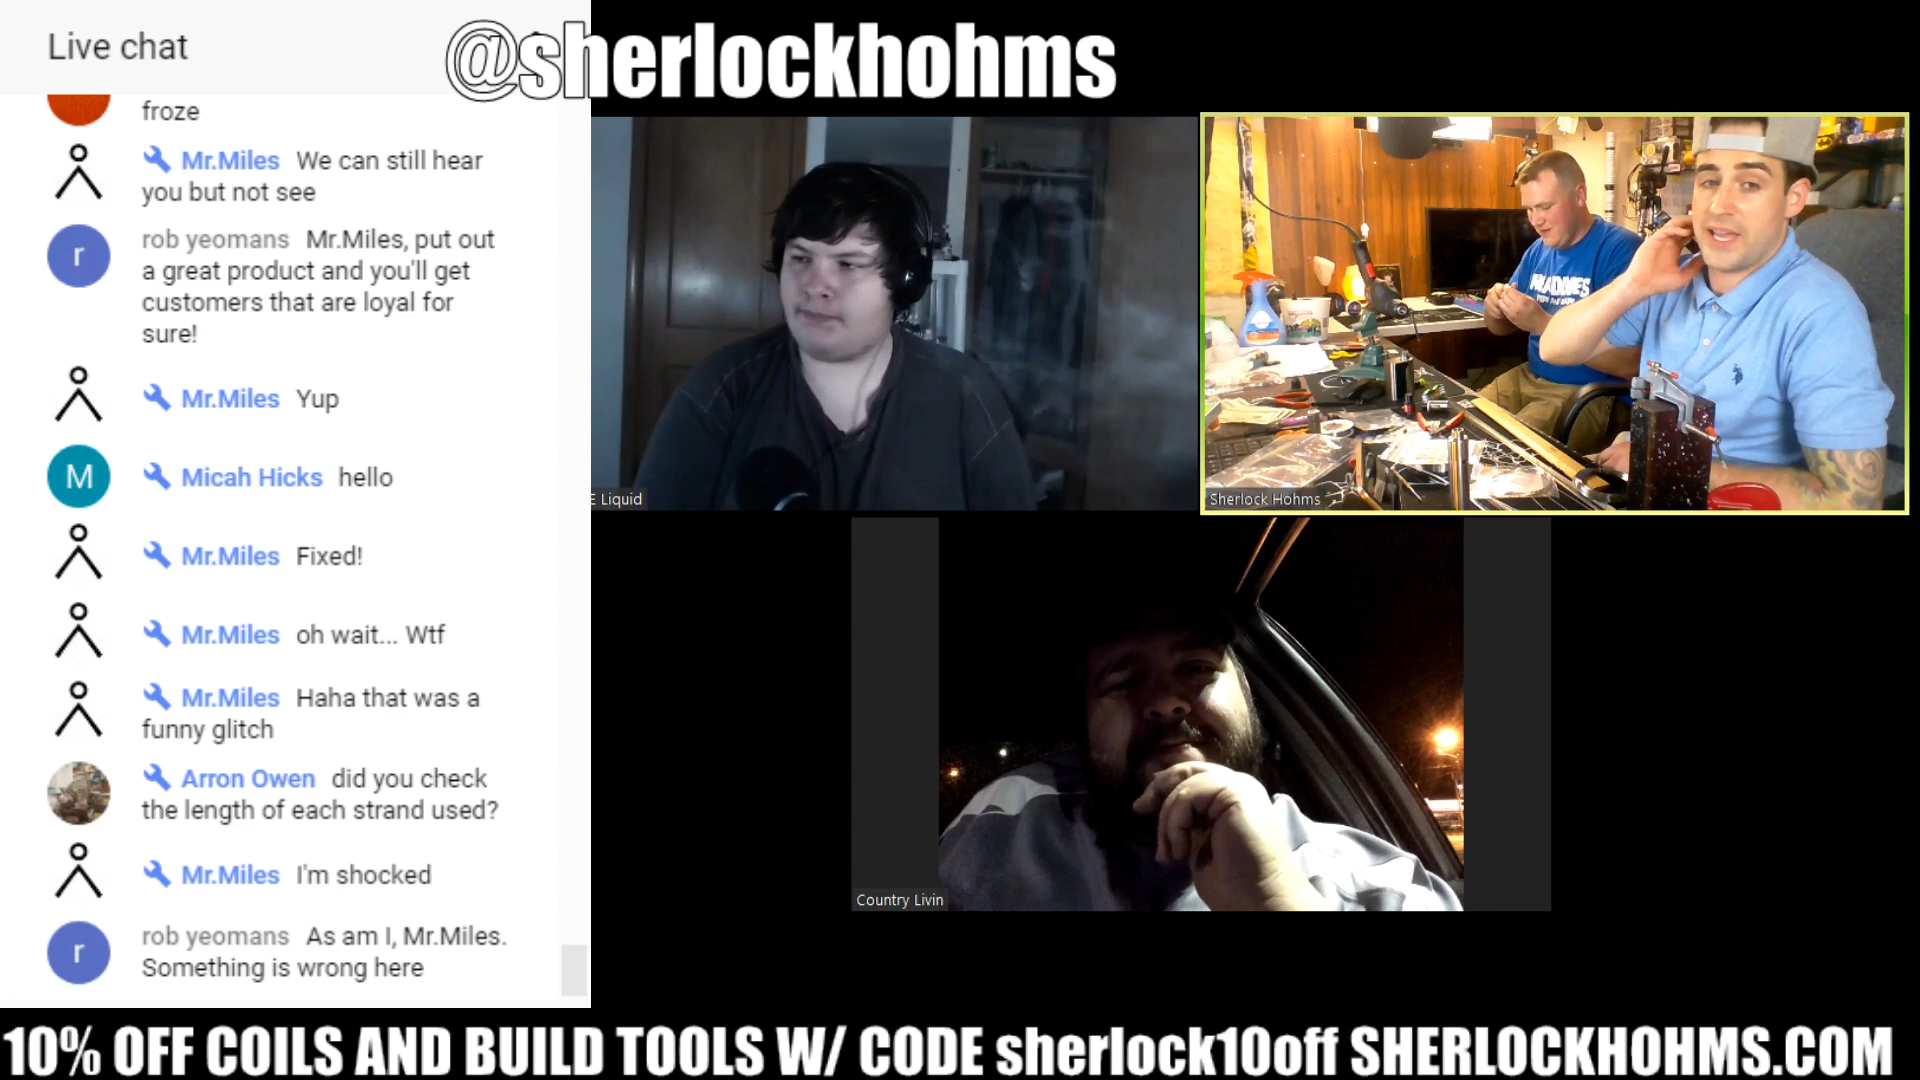 Live chat
@sherlockhohms
froze
Mr.Miles We can still hear
you but not see
rob yeomans Mr.Miles, put out
a great product and you'll get
customers that are loyal for
sure!
Mr.Miles Yup
M
Micah Hicks hello
Mr.Miles Fixed!
Mr.Miles oh wait... Wtf
Mr.Miles Haha that was a
funny glitch
Arron Owen did you check
the length of each strand used?
Mr.Miles I'm shocked
r
rob yeomans As am I, Mr.Miles.
Something is wrong here
r
E Liquid
Sherlock Hohms
Country Livin
10% OFF COILS AND BUILD TOOLS W/ CODE sherlock10off SHERLOCKHOHMS.COM